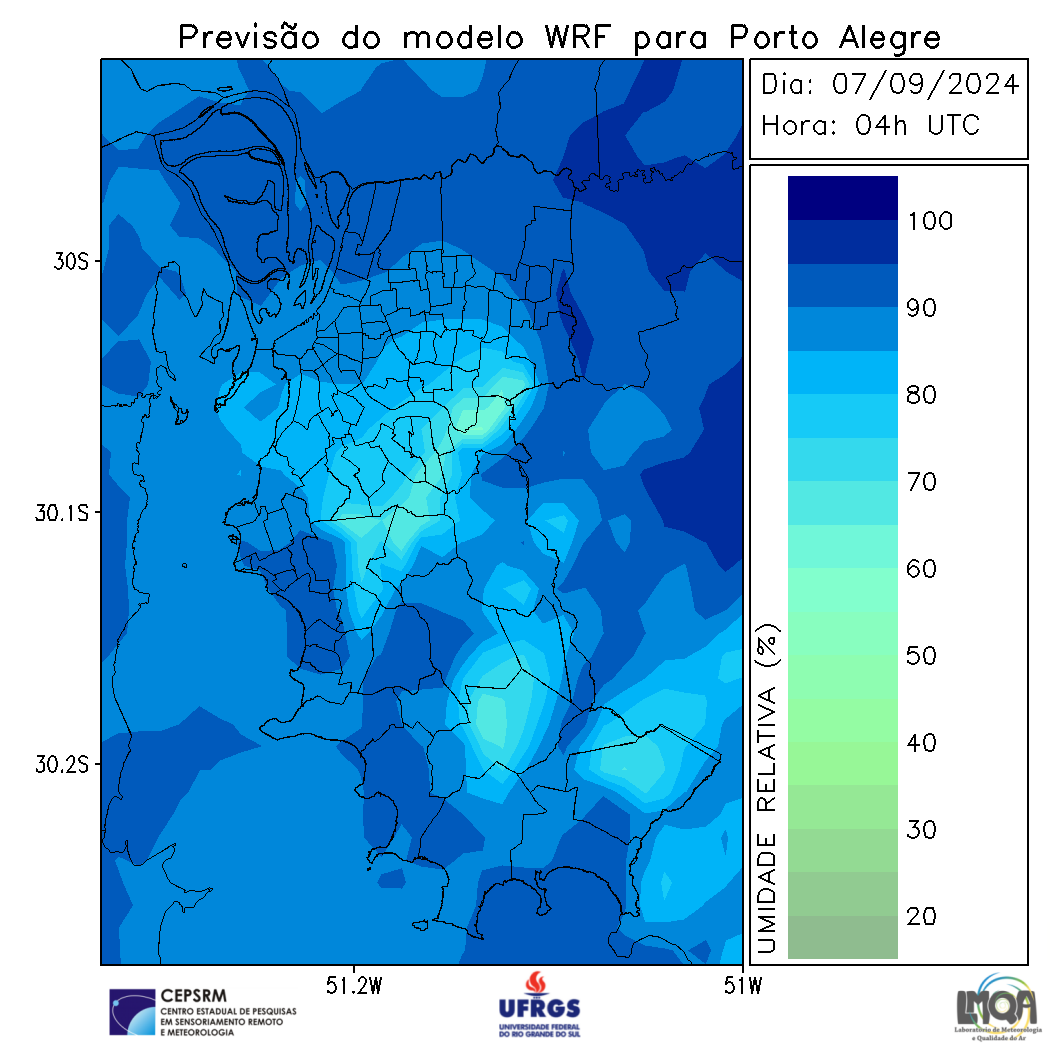 Previsão do modelo WRF para Porto Alegre
Dia: 07/09/2024
Hora: 04h UTC
30S
30.1S
30.2S
51.2W
51W
UMIDADE RELATIVA (%)
100
90
80
70
60
50
40
30
20
CEPSRM
CENTRO ESTADUAL DE PESQUISAS
EM SENSORIAMENTO REMOTO
E METEOROLOGIA
UFRGS
UNIVERSIDADE FEDERAL
DO RIO GRANDE DO SUL
LMQA
Laboratório de Meteorologia
e Qualidade do Ar